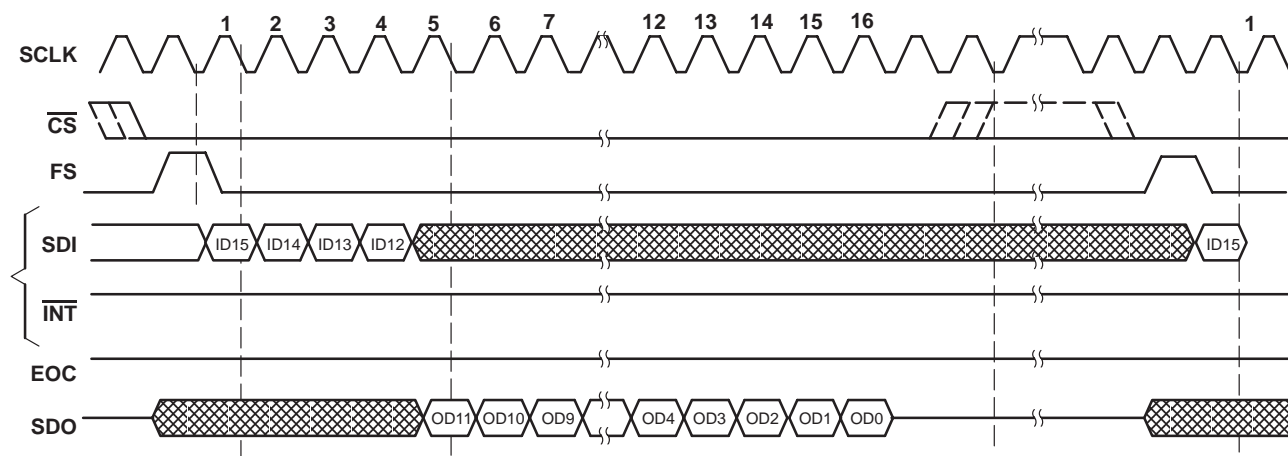 1 2 3 4 5 6 7 12 13 14 15 16 1
SCLK
CS
FS
SDI ID15 ID14 ID13 ID12 ID15
INT
EOC
SDO OD11 OD10 OD9 OD4 OD3 OD2 OD1 OD0